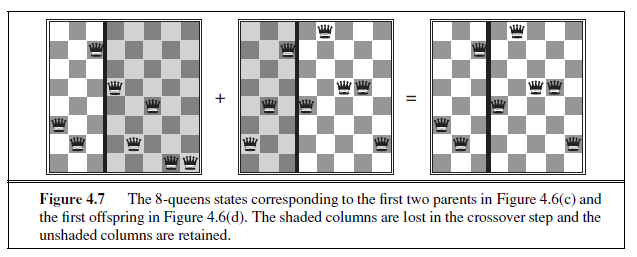 + =
Figure 4.7 The 8-queens states corresponding to the first two parents in Figure 4.6(c) and
the first offspring in Figure 4.6(d). The shaded columns are lost in the crossover step and the
unshaded columns are retained.